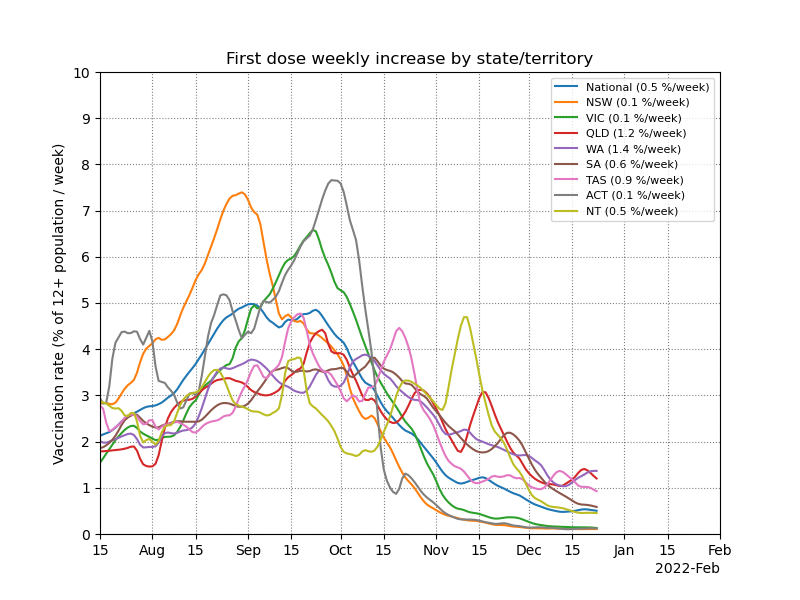 First dose weekly increase by state/territory
Vaccination rate (% of 12+ population / week)
10
9
8
7
6
5
4
3
2
1
0
National (0.5 %/week)
NSW (0.1 %/week)
VIC (0.1 %/week)
QLD (1.2 %/week)
WA (1.4 %/week)
SA (0.6 %/week)
TAS (0.9 %/week)
ACT (0.1 %/week)
NT (0.5 %/week)
15 Aug 15 Sep 15 Oct 15 Nov 15 Dec 15 Jan 15 Feb
2022-Feb